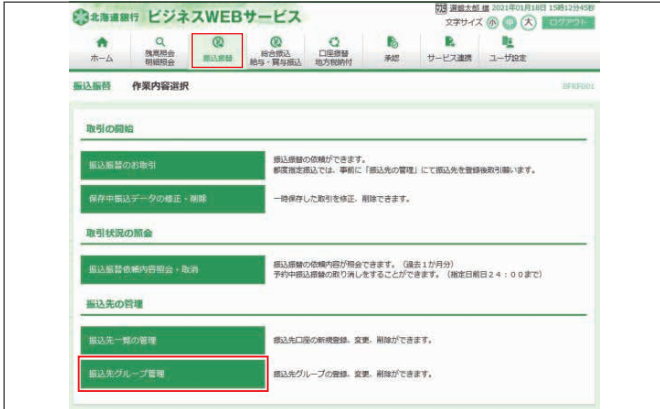 北海道銀行 ビジネスWEBサービス
道銀太郎 様 2021年01月18日 15時12分45秒
文字サイズ 小 中 大 ログアウト
ホーム
残高照会
明細照会
振込振替
総合振込
給与・賞与振込
口座振替
地方税納付
承認
サービス連携
ユーザ設定
振込振替 作業内容選択 BFKF001
取引の開始
振込振替のお取引
振込振替の依頼ができます。
都度指定振込では、事前に「振込先の管理」にて振込先を登録後取引願います。
保存中振込データの修正・削除
一時保存した取引を修正、削除できます。
取引状況の照会
振込振替依頼内容照会・取消
振込振替の依頼内容が照会できます。（過去1か月分）
予約中振込振替の取り消しをすることができます。（指定日前日24：00まで）
振込先の管理
振込先一覧の管理
振込先口座の新規登録、変更、削除ができます。
振込先グループ管理
振込先グループの登録、変更、削除ができます。